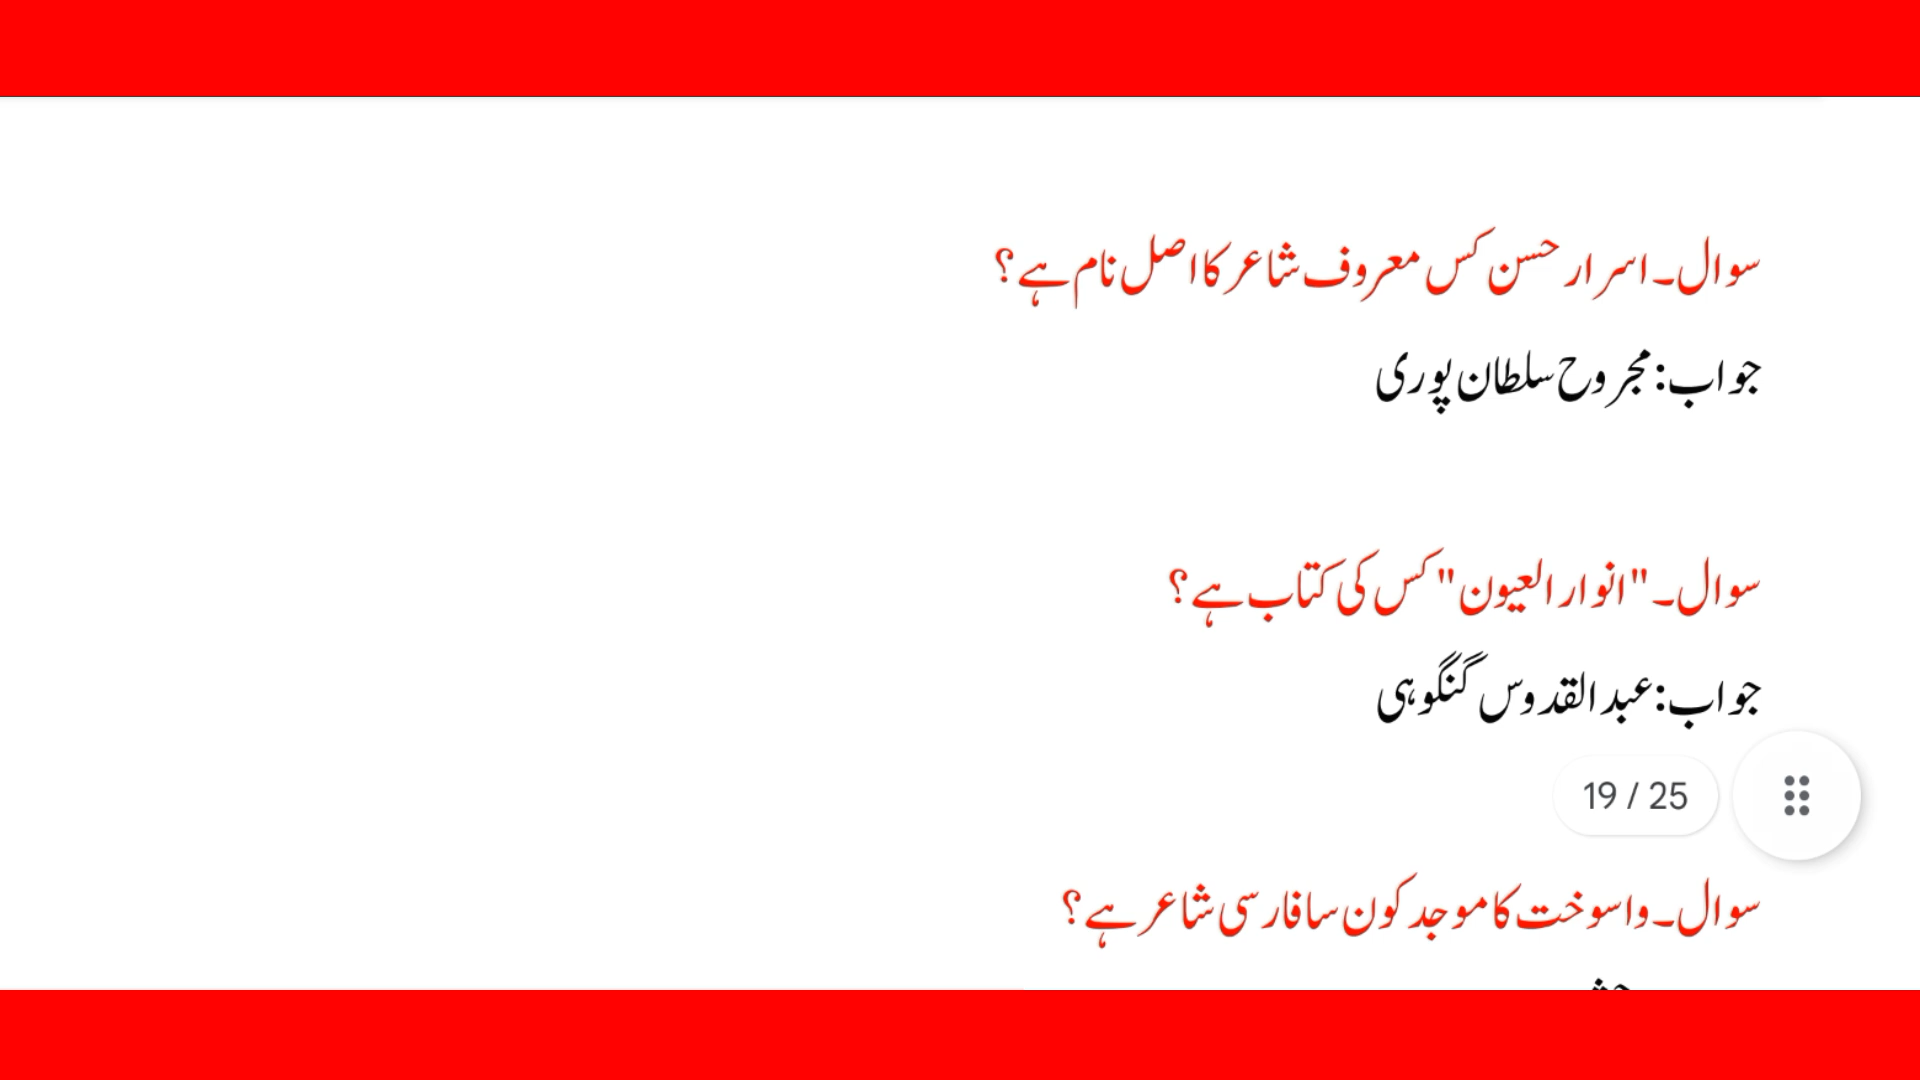 سوال۔ اسرار حسن کس معروف شاعر کا اصل نام ہے؟
جواب: مجروح سلطان پوری
سوال۔ "انوار العیون" کس کی کتاب ہے؟
جواب: عبد القدوس گنگوہی
19 / 25
سوال۔ واسوخت کا موجد کون سا فارسی شاعر ہے؟